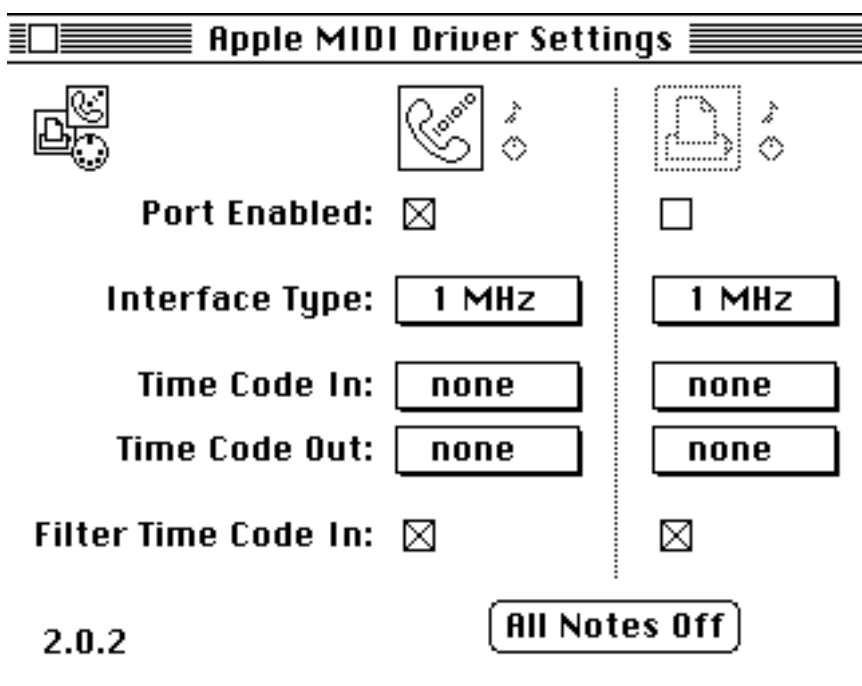 Apple MIDI Driver Settings
Port Enabled:
Interface Type: 1 MHz 1 MHz
Time Code In: none none
Time Code Out: none none
Filter Time Code In:
All Notes Off
2.0.2